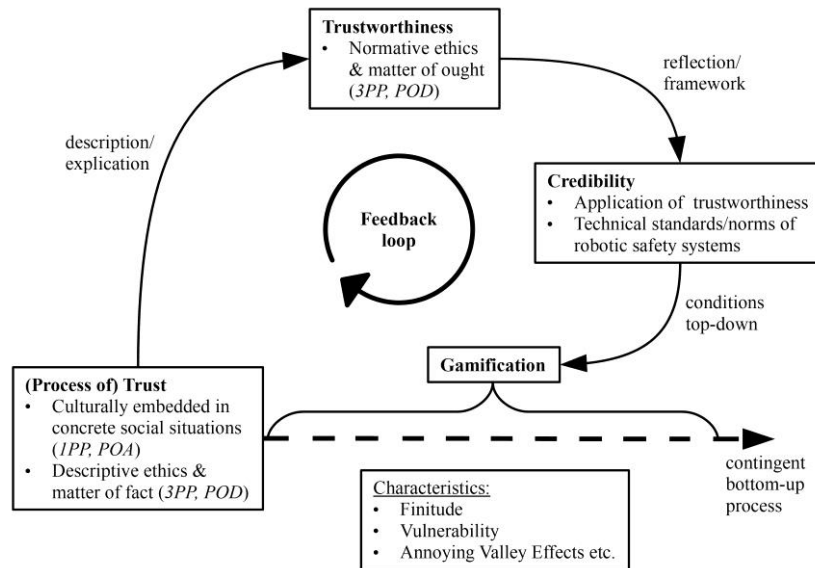 Trustworthiness
• Normative ethics
& matter of ought
(3PP, POD)
reflection/
framework
description/
explication
Credibility
• Application of trustworthiness
• Technical standards/norms of
robotic safety systems
Feedback
loop
conditions
top-down
Gamification
(Process of) Trust
• Culturally embedded in
concrete social situations
(1PP, POA)
• Descriptive ethics &
matter of fact (3PP, POD)
contingent
bottom-up
process
Characteristics:
• Finitude
• Vulnerability
• Annoying Valley Effects etc.